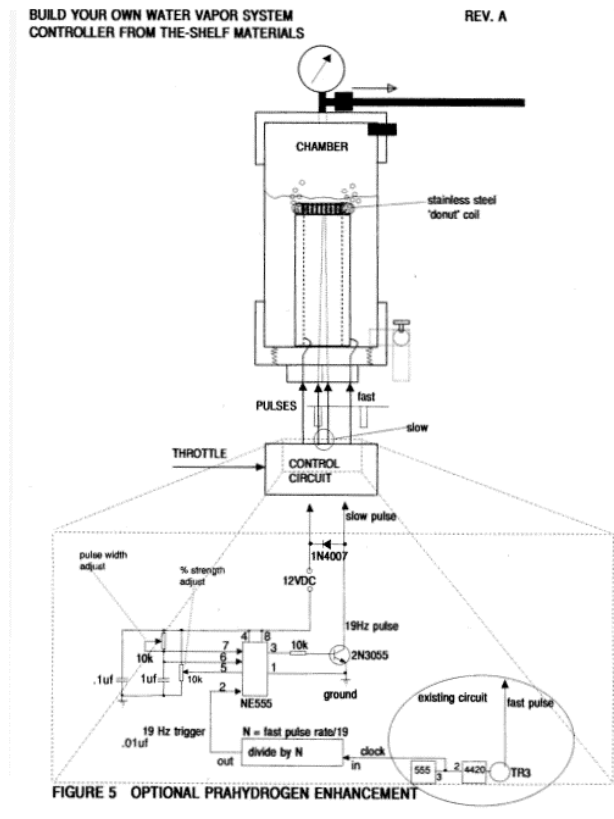 BUILD YOUR OWN WATER VAPOR SYSTEM
REV. A
CONTROLLER FROM THE-SHELF MATERIALS
CHAMBER
stainless steel
'donut' coil
PULSES
fast
slow
THROTTLE
CONTROL
CIRCUIT
slow pulse
1N4007
pulse width
adjust
% strength
adjust
12VDC
19Hz pulse
4 8
7
3
10k
10k
6
2N3055
.1uf
1uf
5
10k
1
2
NE555
ground
existing circuit
fast pulse
19 Hz trigger
.01uf
N = fast pulse rate/19
divide by N
clock
out
in
555
3
2
4420
TR3
FIGURE 5 OPTIONAL PRAHYDROGEN ENHANCEMENT